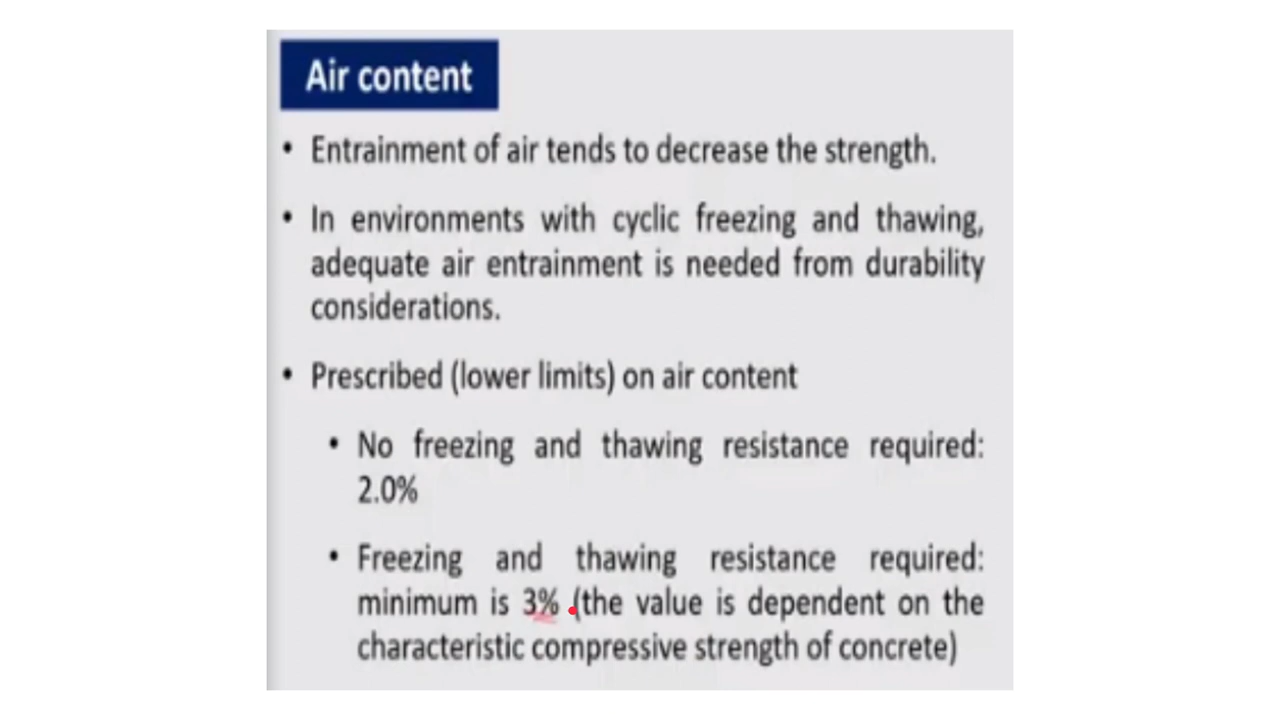 Air content
• Entrainment of air tends to decrease the strength.
• In environments with cyclic freezing and thawing,
adequate air entrainment is needed from durability
considerations.
• Prescribed (lower limits) on air content
• No freezing and thawing resistance required:
2.0%
• Freezing and thawing resistance required:
minimum is 3% (the value is dependent on the
characteristic compressive strength of concrete)